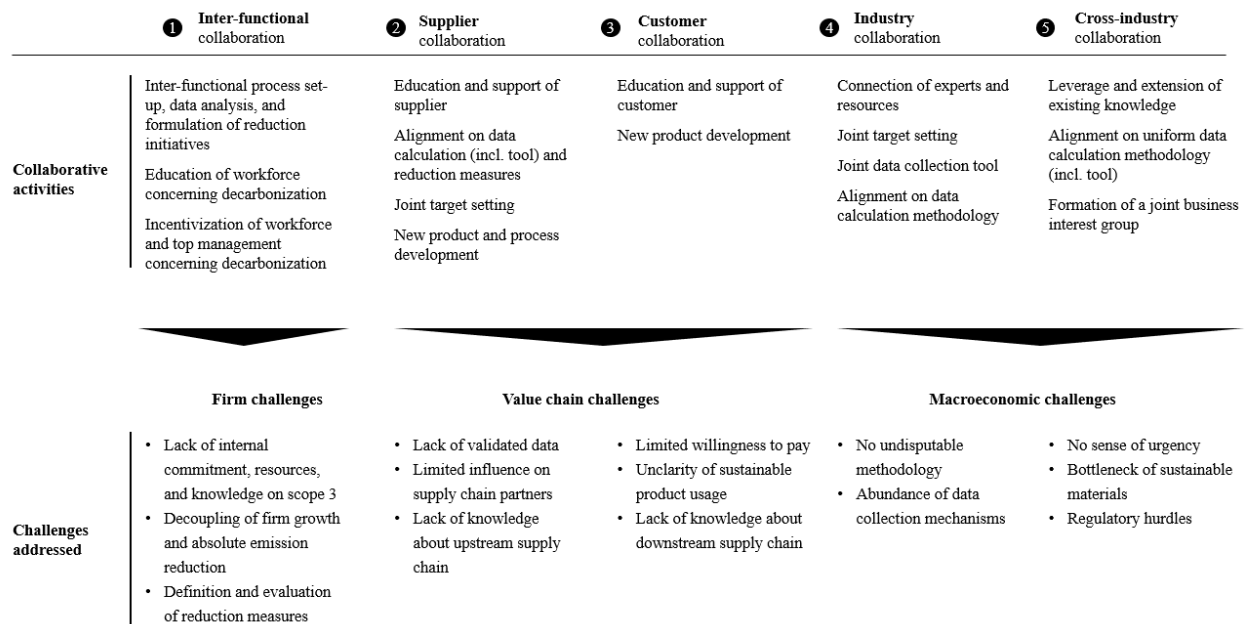 1 Inter-functional
collaboration
2 Supplier
collaboration
3 Customer
collaboration
4 Industry
collaboration
5 Cross-industry
collaboration
Collaborative
activities
Inter-functional process set-
up, data analysis, and
formulation of reduction
initiatives
Education of workforce
concerning decarbonization
Incentivization of workforce
and top management
concerning decarbonization
Education and support of
supplier
Alignment on data
calculation (incl. tool) and
reduction measures
Joint target setting
New product and process
development
Education and support of
customer
New product development
Connection of experts and
resources
Joint target setting
Joint data collection tool
Alignment on data
calculation methodology
Leverage and extension of
existing knowledge
Alignment on uniform data
calculation methodology
(incl. tool)
Formation of a joint business
interest group
Firm challenges
Value chain challenges
Macroeconomic challenges
Challenges
addressed
• Lack of internal
commitment, resources,
and knowledge on scope 3
• Decoupling of firm growth
and absolute emission
reduction
• Definition and evaluation
of reduction measures
• Lack of validated data
• Limited influence on
supply chain partners
• Lack of knowledge
about upstream supply
chain
• Limited willingness to pay
• Unclarity of sustainable
product usage
• Lack of knowledge about
downstream supply chain
• No undisputable
methodology
• Abundance of data
collection mechanisms
• No sense of urgency
• Bottleneck of sustainable
materials
• Regulatory hurdles